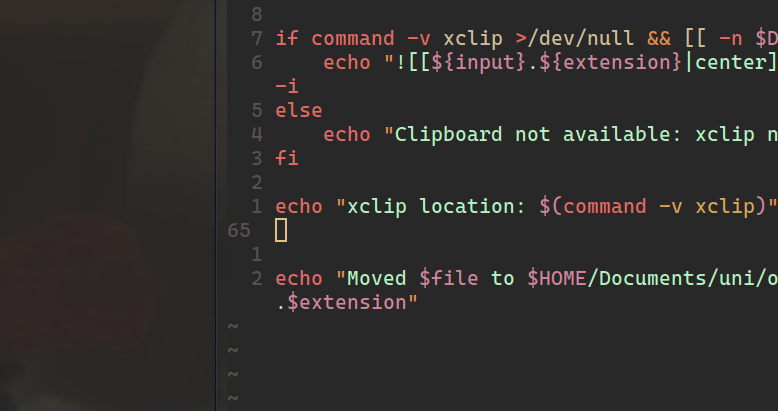 8
7 if command -v xclip >/dev/null && [[ -n $D
6 echo "![[${input}.${extension}|center]
-i
5 else
4 echo "Clipboard not available: xclip n
3 fi
2
1 echo "xclip location: $(command -v xclip)"
65
1
2 echo "Moved $file to $HOME/Documents/uni/o
.$extension"
~
~
~
~